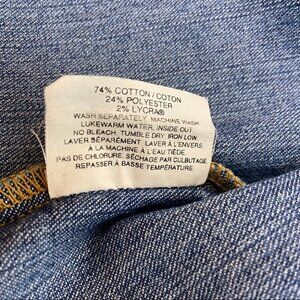 74% COTTON / COTON
24% POLYESTER
2% LYCRA®
WASH SEPARATELY. MACHINE WASH
LUKEWARM WATER, INSIDE OUT.
NO BLEACH. TUMBLE DRY. IRON LOW.
LAVER SÉPARÉMENT. LAVER À L'ENVERS.
À LA MACHINE À L'EAU TIÈDE.
PAS DE CHLORURE. SÉCHAGE PAR CULBUTAGE
REPASSER À BASSE TEMPÉRATURE.